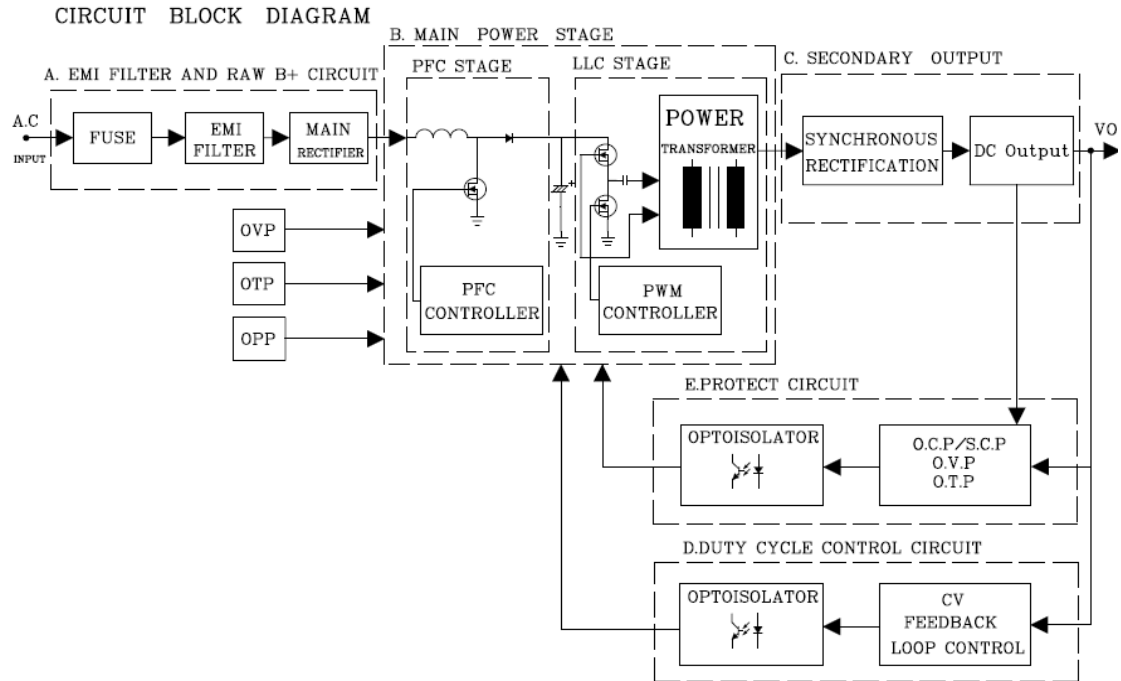 CIRCUIT BLOCK DIAGRAM
B. MAIN POWER STAGE
A. EMI FILTER AND RAW B+ CIRCUIT
PFC STAGE
LLC STAGE
C. SECONDARY OUTPUT
A.C
INPUT
FUSE
EMI
FILTER
MAIN
RECTIFIER
POWER
TRANSFORMER
SYNCHRONOUS
RECTIFICATION
DC Output
VO
+
OVP
OTP
OPP
PFC
CONTROLLER
PWM
CONTROLLER
E.PROTECT CIRCUIT
OPTOISOLATOR
O.C.P/S.C.P
O.V.P
O.T.P
D.DUTY CYCLE CONTROL CIRCUIT
OPTOISOLATOR
CV
FEEDBACK
LOOP CONTROL